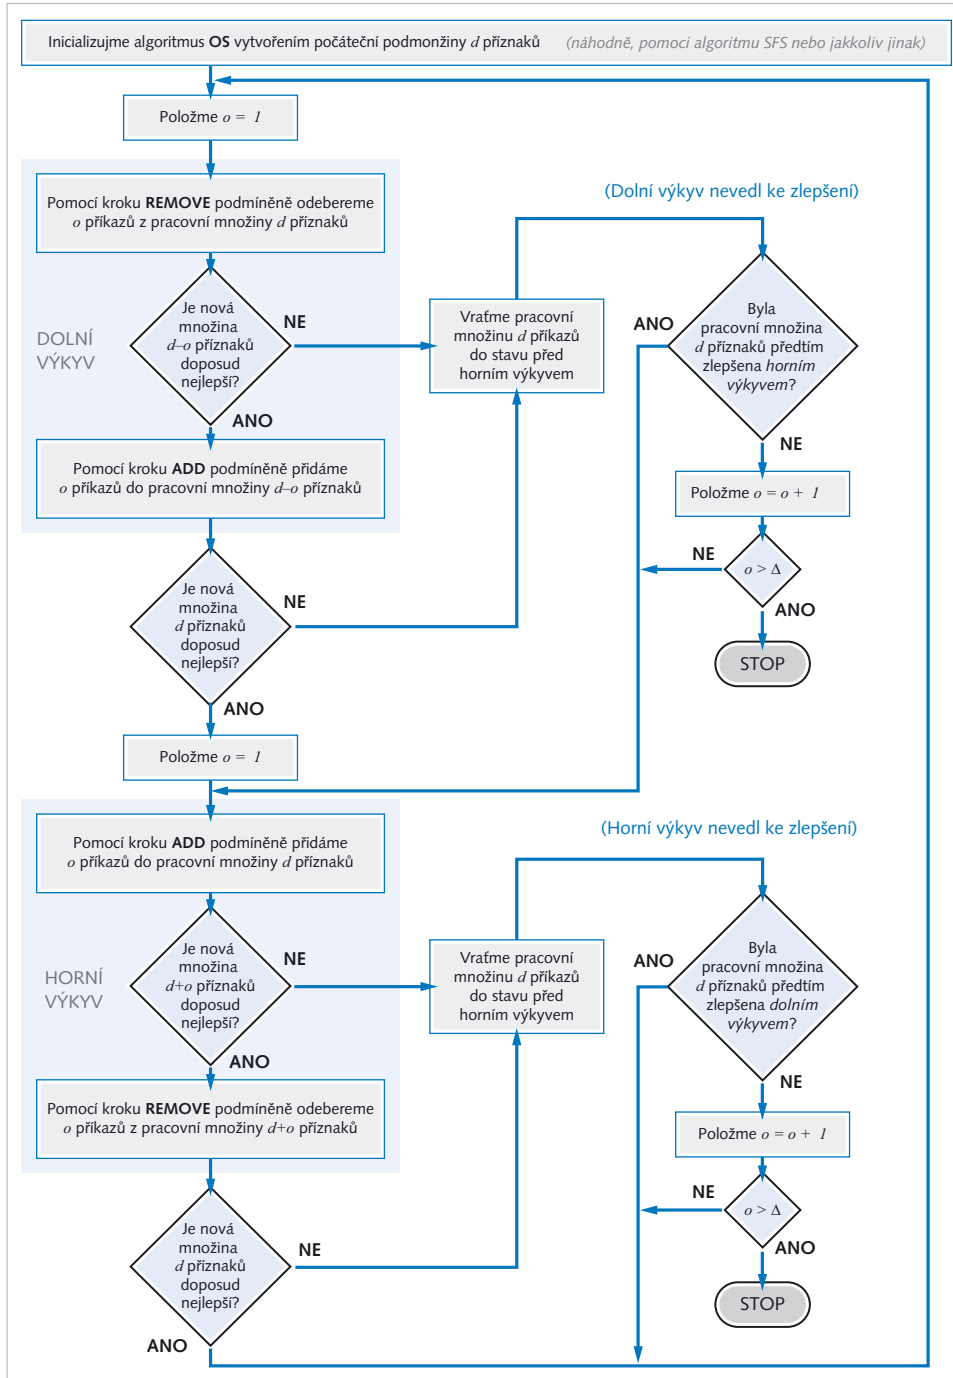 Inicializujme algoritmus OS vytvořením počáteční podmonžiny d příznaků (náhodně, pomoci algoritmu SFS nebo jakkoliv jinak)
Položme o = 1
Pomocí kroku REMOVE podmíněně odebereme
o příkazů z pracovní množiny d příznaků
DOLNÍ
VÝKYV
Je nová
množina
d–o příznaků
doposud
nejlepší?
NE
ANO
Pomocí kroku ADD podmíněně přidáme
o příkazů do pracovní množiny d–o příznaků
Je nová
množina
d příznaků
doposud
nejlepší?
NE
ANO
Vraťme pracovní
množinu d příkazů
do stavu před
horním výkyvem
(Dolní výkyv nevedl ke zlepšení)
Byla
pracovní množina
d příznaků předtím
zlepšena horním
výkyvem?
ANO
NE
Položme o = o + 1
o > Δ
NE
ANO
STOP
Položme o = 1
Pomocí kroku ADD podmíněně přidáme
o příkazů do pracovní množiny d příznaků
HORNÍ
VÝKYV
Je nová
množina
d+o příznaků
doposud
nejlepší?
NE
ANO
Pomocí kroku REMOVE podmíněně odebereme
o příkazů z pracovní množiny d+o příznaků
Je nová
množina
d příznaků
doposud
nejlepší?
NE
ANO
Vraťme pracovní
množinu d příkazů
do stavu před
horním výkyvem
(Horní výkyv nevedl ke zlepšení)
Byla
pracovní množina
d příznaků předtím
zlepšena dolním
výkyvem?
ANO
NE
Položme o = o + 1
o > Δ
NE
ANO
STOP